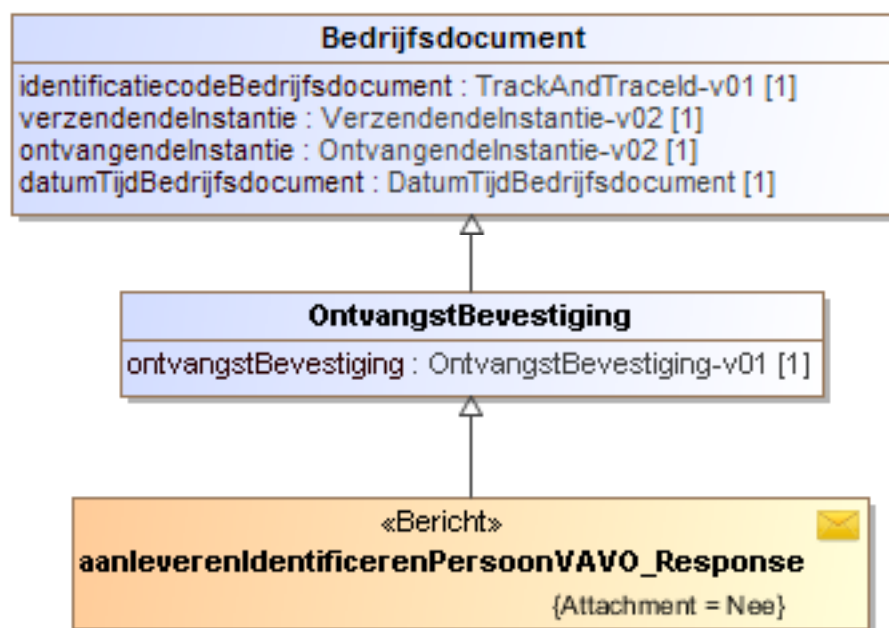 Bedrijfsdocument
identificatiecodeBedrijfsdocument : TrackAndTraceId-v01 [1]
verzendendeInstantie : VerzendendeInstantie-v02 [1]
ontvangendeInstantie : OntvangendeInstantie-v02 [1]
datumTijdBedrijfsdocument : DatumTijdBedrijfsdocument [1]
OntvangstBevestiging
ontvangstBevestiging : OntvangstBevestiging-v01 [1]
«Bericht»
aanleverenIdentificerenPersoonVAVO_Response
{Attachment = Nee}